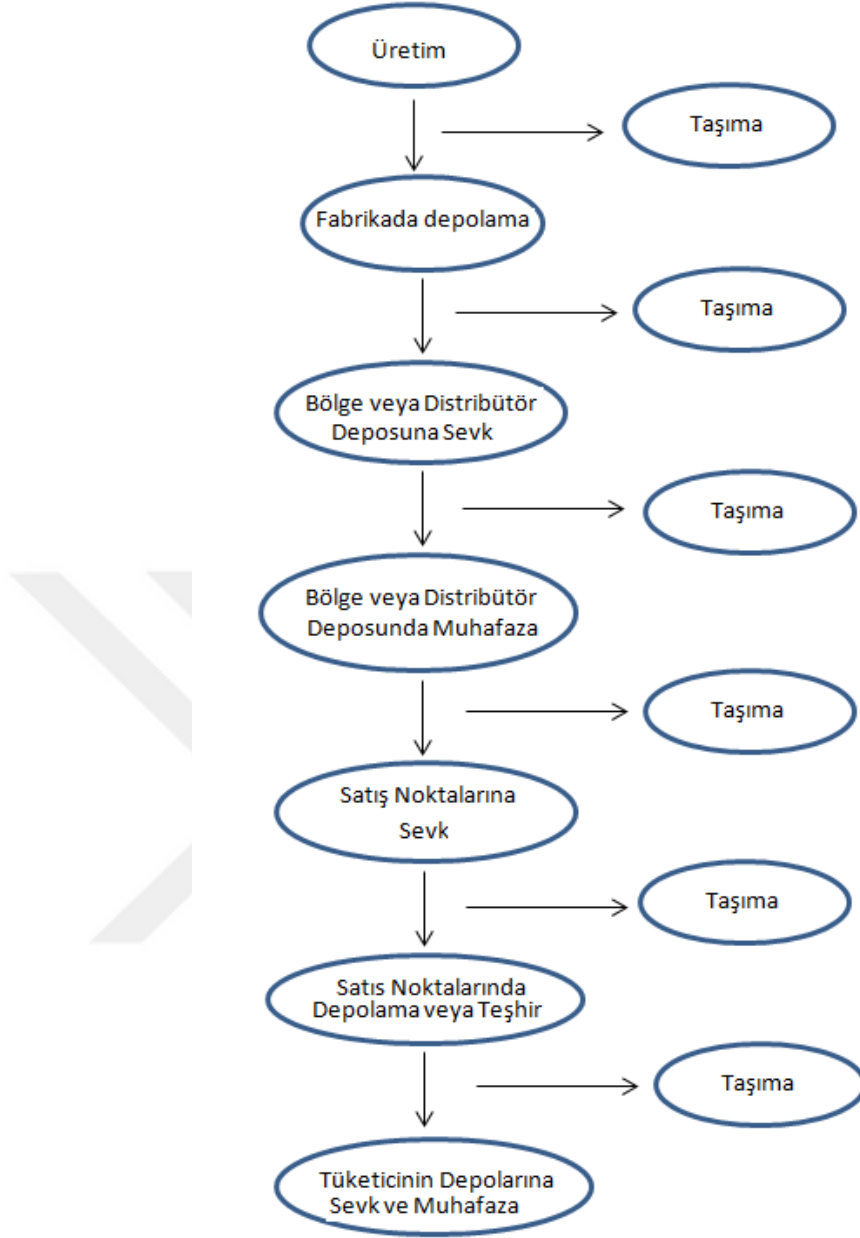 Üretim
Taşıma
Fabrikada depolama
Taşıma
Bölge veya Distribütör
Deposuna Sevk
Taşıma
Bölge veya Distribütör
Deposunda Muhafaza
Taşıma
Satış Noktalarına
Sevk
Taşıma
Satıs Noktalarında
Depolama veya Teşhir
Taşıma
Tüketicinin Depolarına
Sevk ve Muhafaza